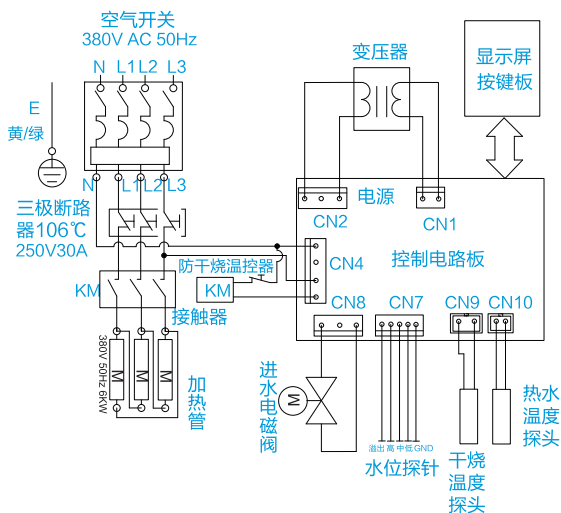 空气开关
380V AC 50Hz
N L1 L2 L3
E
黄/绿
N L1 L2 L3
三极断路
器106℃
250V30A
变压器
显示屏
按键板
电源
CN2
CN1
控制电路板
防干烧温控器
CN4
KM
KM
接触器
CN8
CN7
CN9
CN10
380V 50Hz 6KW
M
M
M
加热管
进水电磁阀
M
溢出 高 中 低 GND
水位探针
干烧
温度
探头
热水
温度
探头